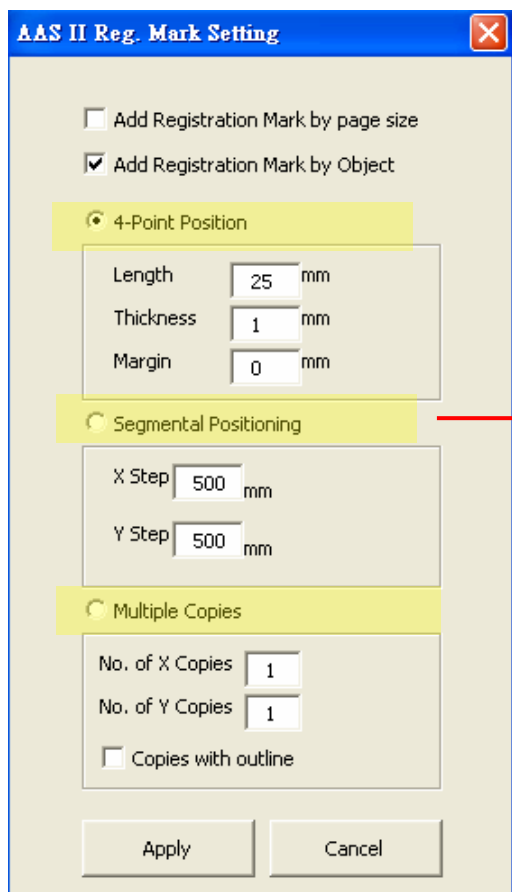 AAS II Reg. Mark Setting
Add Registration Mark by page size
Add Registration Mark by Object
4-Point Position
Length 25 mm
Thickness 1 mm
Margin 0 mm
Segmental Positioning
X Step 500 mm
Y Step 500 mm
Multiple Copies
No. of X Copies 1
No. of Y Copies 1
Copies with outline
Apply Cancel